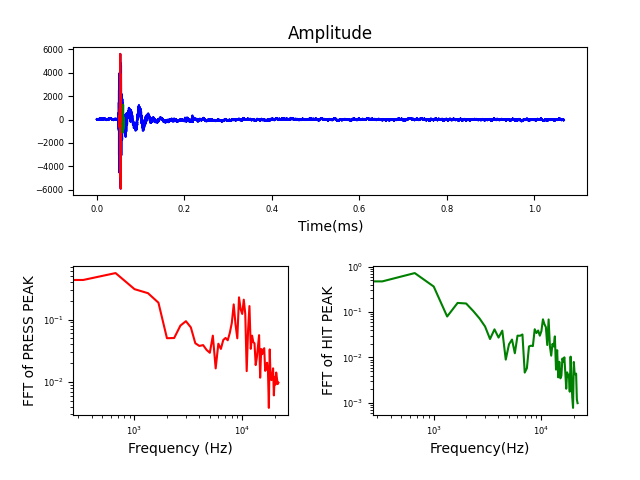 Amplitude
6000
4000
2000
0
−2000
−4000
−6000
0.0 0.2 0.4 0.6 0.8 1.0
Time(ms)
FFT of PRESS PEAK
10⁻¹
10⁻²
10³ 10⁴
Frequency (Hz)
FFT of HIT PEAK
10⁰
10⁻¹
10⁻²
10⁻³
10³ 10⁴
Frequency(Hz)